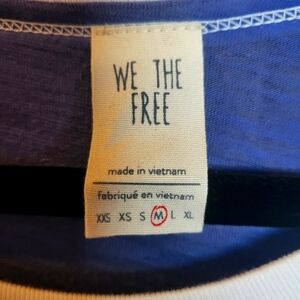 WE THE
FREE
made in vietnam
fabriqué en vietnam
XXS XS S M L XL